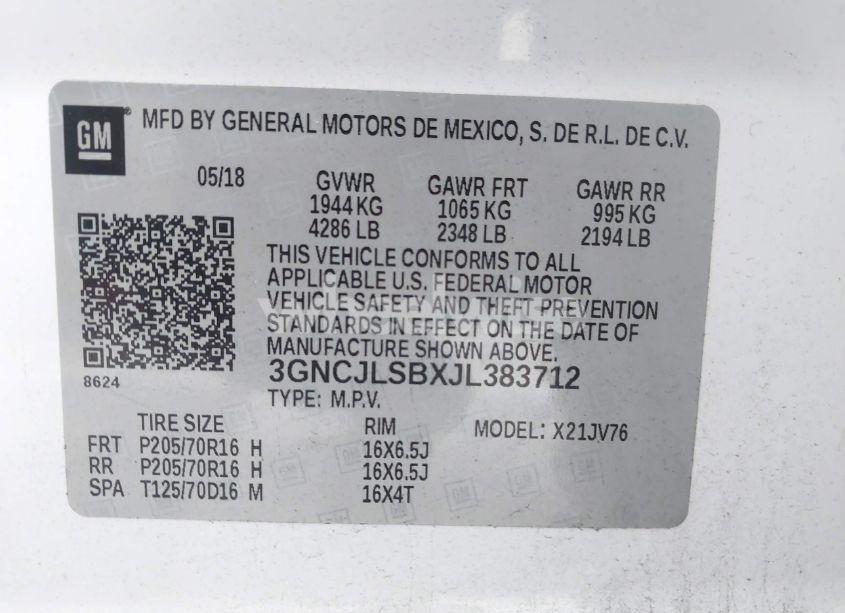 GM
MFD BY GENERAL MOTORS DE MEXICO, S. DE R.L. DE C.V.
05/18 GVWR GAWR FRT GAWR RR
1944 KG 1065 KG 995 KG
4286 LB 2348 LB 2194 LB
THIS VEHICLE CONFORMS TO ALL
APPLICABLE U.S. FEDERAL MOTOR
VEHICLE SAFETY AND THEFT PREVENTION
STANDARDS IN EFFECT ON THE DATE OF
MANUFACTURE SHOWN ABOVE.
8624
3GNCJLSBXJL383712
TYPE: M.P.V.
TIRE SIZE RIM MODEL: X21JV76
FRT P205/70R16 H 16X6.5J
RR P205/70R16 H 16X6.5J
SPA T125/70D16 M 16X4T